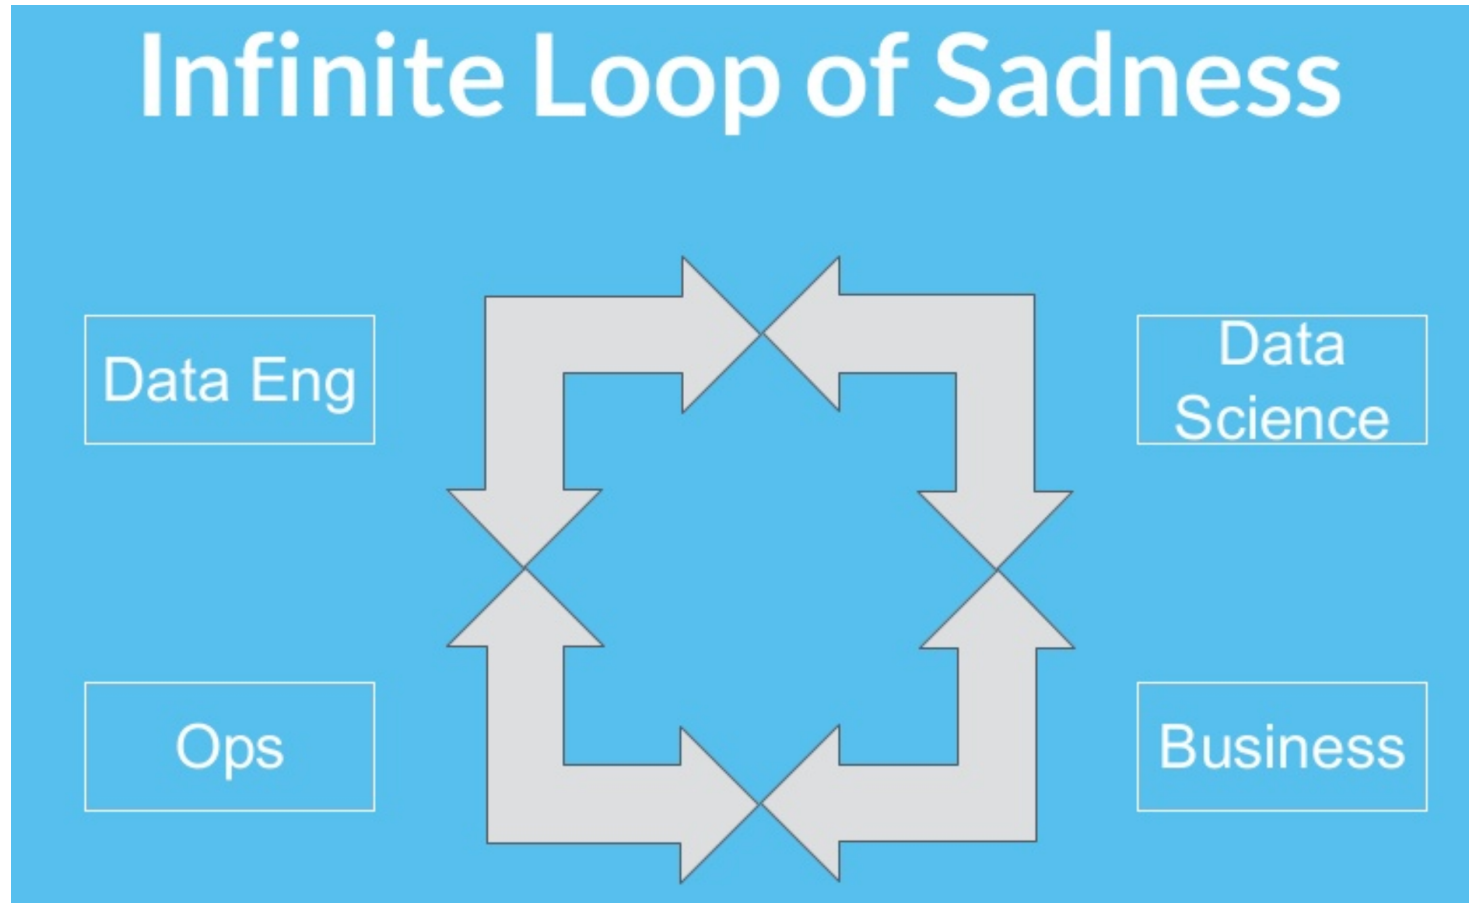 Infinite Loop of Sadness
Data Eng
Data
Science
Ops
Business